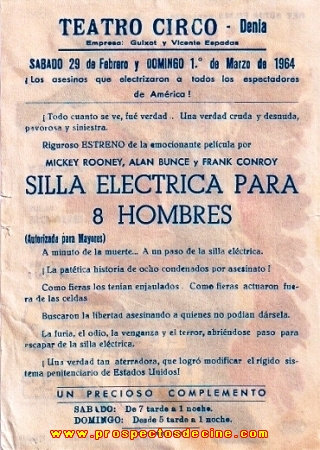 TEATRO CIRCO - Denia
Empresa: Guixot y Vicente Espadas
SABADO 29 de Febrero y DOMINGO 1.º de Marzo de 1964
¡Los asesinos que electrizaron a todos los espectadores
de América!
¡Todo cuanto se ve, fué verdad.. Una verdad cruda y desnuda,
pavorosa y siniestra.
Riguroso ESTRENO de la emocionante película por
MICKEY ROONEY, ALAN BUNCE y FRANK CONROY
SILLA ELECTRICA PARA
8 HOMBRES
(Autorizada para Mayores)
A minuto de la muerte... A un paso de la silla eléctrica.
¡La patética historia de ocho condenados por asesinato!
Como fieras los tenían enjaulados Como fieras actuaron fue-
ra de las celdas
Buscaron la libertad asesinando a quienes no podían dársela.
La furia, el odio, la venganza y el terror, abriéndose paso para
escapar de la silla eléctrica.
¡Una verdad tan aterradora, que logró modificar el rígido sis-
tema penitenciario de Estados Unidos!
UN PRECIOSO COMPLEMENTO
SABADO: De 7 tarde a 1 noche.
DOMINGO: Desde 5 tarde a 1 noche.
www.prospectosdecine.com